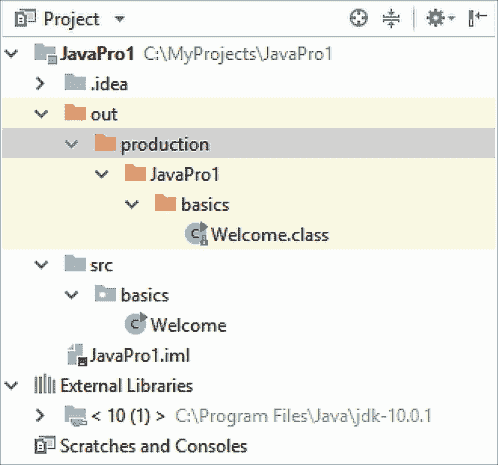 Project
JavaPro1 C:\MyProjects\JavaPro1
.idea
out
production
JavaPro1
basics
Welcome.class
src
basics
Welcome
JavaPro1.iml
External Libraries
< 10 (1) > C:\Program Files\Java\jdk-10.0.1
Scratches and Consoles